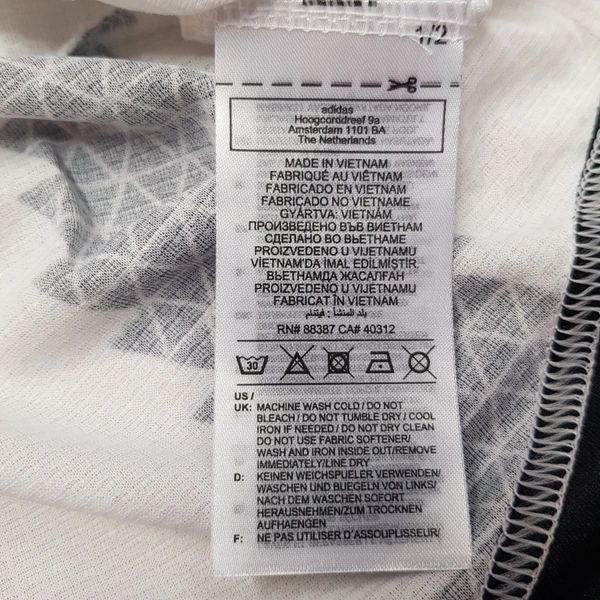 1/2
adidas
Hoogoorddreef 9a
Amsterdam 1101 BA
The Netherlands
MADE IN VIETNAM
FABRIQUÉ AU VIÊTNAM
FABRICADO EN VIETNAM
FABRICADO NO VIETNAME
GYÁRTVA: VIETNÁM
ПРОИЗВЕДЕНО ВЪВ ВИЕТНАМ
СДЕЛАНО ВО ВЬЕТНАМЕ
PROIZVEDENO U VIJETNAMU
VİETNAM'DA İMAL EDİLMİŞTİR.
ВЬЕТНАМДА ЖАСАЛҒАН
PROIZVEDENO U VIJETNAMU
FABRICAT ÎN VIETNAM
بلد المنشأ : فيتنام
RN# 88387 CA# 40312
30
US /
UK: MACHINE WASH COLD / DO NOT
BLEACH / DO NOT TUMBLE DRY / COOL
IRON IF NEEDED / DO NOT DRY CLEAN
DO NOT USE FABRIC SOFTENER/
WASH AND IRON INSIDE OUT/REMOVE
IMMEDIATELY/LINE DRY
D: KEINEN WEICHSPUELER VERWENDEN/
WASCHEN UND BUEGELN VON LINKS/
NACH DEM WASCHEN SOFORT
HERAUSNEHMEN/ZUM TROCKNEN
AUFHAENGEN
F: NE PAS UTILISER D'ASSOUPLISSEUR/